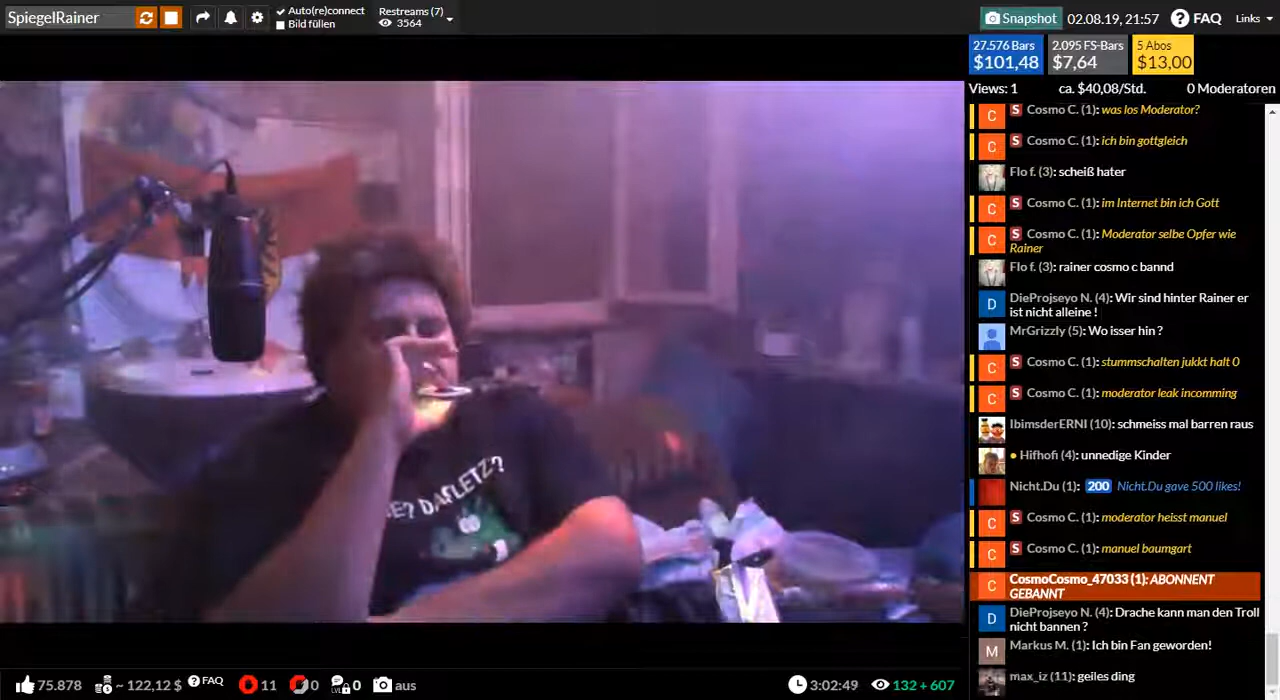 SpiegelRainer
Auto(re)connect
Bild füllen
Restreams (7)
3564
Snapshot
02.08.19, 21:57
FAQ
Links
27.576 Bars
$101,48
2.095 FS-Bars
$7,64
5 Abos
$13,00
Views: 1
ca. $40,08/Std.
0 Moderatoren
C S Cosmo C. (1): was los Moderator?
C S Cosmo C. (1): ich bin gottgleich
Flo f. (3): scheiß hater
C S Cosmo C. (1): im Internet bin ich Gott
C S Cosmo C. (1): Moderator selbe Opfer wie
Rainer
Flo f. (3): rainer cosmo c bannd
D DieProjseyo N. (4): Wir sind hinter Rainer er
ist nicht alleine !
MrGrizzly (5): Wo isser hin ?
C S Cosmo C. (1): stummschalten jukkt halt 0
C S Cosmo C. (1): moderator leak incomming
IbimsderERNI (10): schmeiss mal barren raus
Hifhofi (4): unnedige Kinder
Nicht.Du (1): 200 Nicht.Du gave 500 likes!
C S Cosmo C. (1): moderator heisst manuel
C S Cosmo C. (1): manuel baumgart
C CosmoCosmo_47033 (1): ABONNENT
GEBANNT
D DieProjseyo N. (4): Drache kann man den Troll
nicht bannen ?
M Markus M. (1): Ich bin Fan geworden!
max_iz (11): geiles ding
DAFLETZ?
75.878
~ 122,12 $
FAQ
11
0
LVL
0
aus
3:02:49
132 + 607